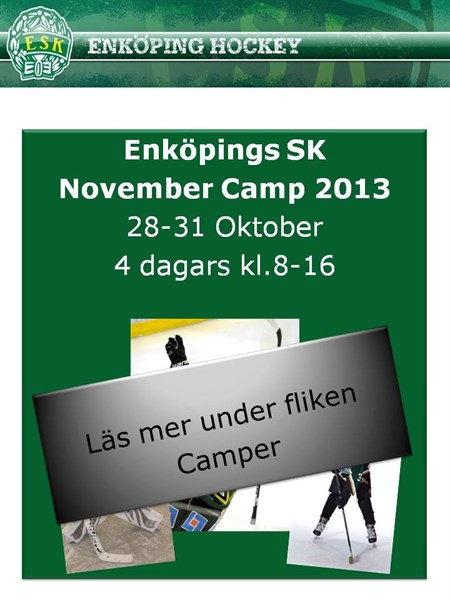 ESK
ENKÖPING HOCKEY
Enköpings SK
November Camp 2013
28-31 Oktober
4 dagars kl.8-16
Läs mer under fliken
Camper